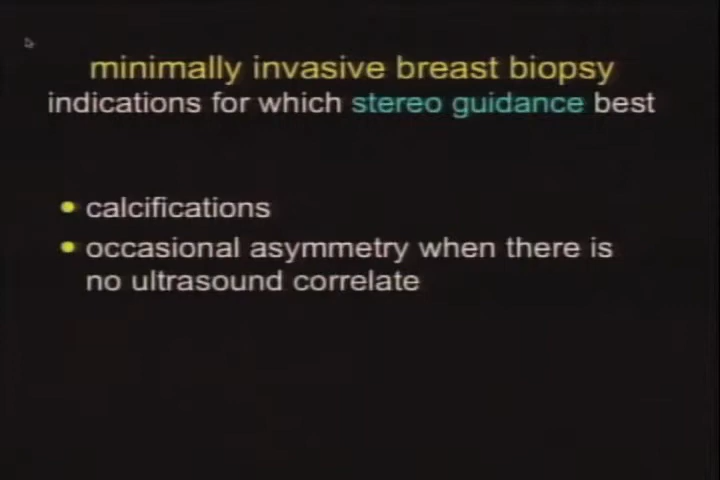 minimally invasive breast biopsy
indications for which stereo guidance best
• calcifications
• occasional asymmetry when there is
no ultrasound correlate